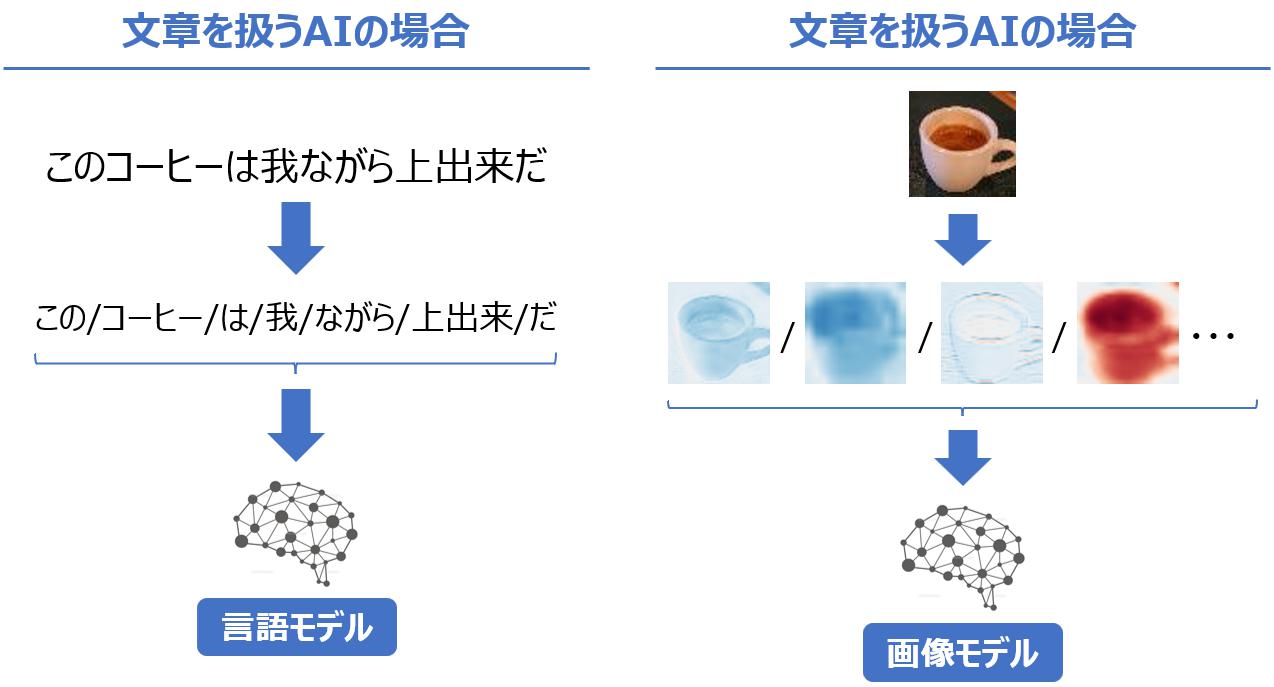 文章を扱うAIの場合
このコーヒーは我ながら上出来だ
この/コーヒー/は/我/ながら/上出来/だ
言語モデル
文章を扱うAIの場合
/ / / ・・・
画像モデル